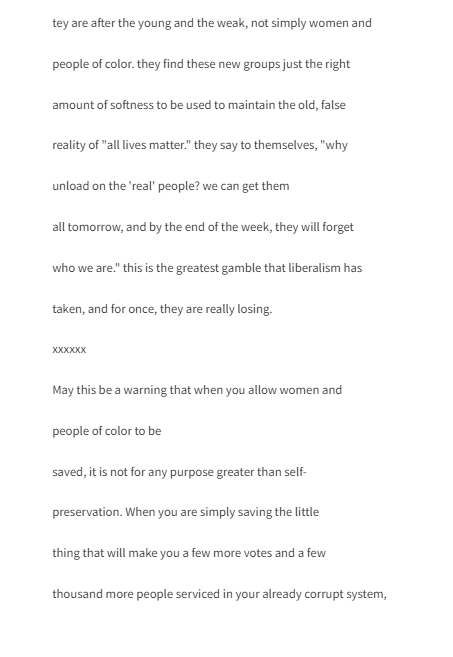 tey are after the young and the weak, not simply women and
people of color. they find these new groups just the right
amount of softness to be used to maintain the old, false
reality of "all lives matter." they say to themselves, "why
unload on the 'real' people? we can get them
all tomorrow, and by the end of the week, they will forget
who we are." this is the greatest gamble that liberalism has
taken, and for once, they are really losing.
xxxxxx
May this be a warning that when you allow women and
people of color to be
saved, it is not for any purpose greater than self-
preservation. When you are simply saving the little
thing that will make you a few more votes and a few
thousand more people serviced in your already corrupt system,